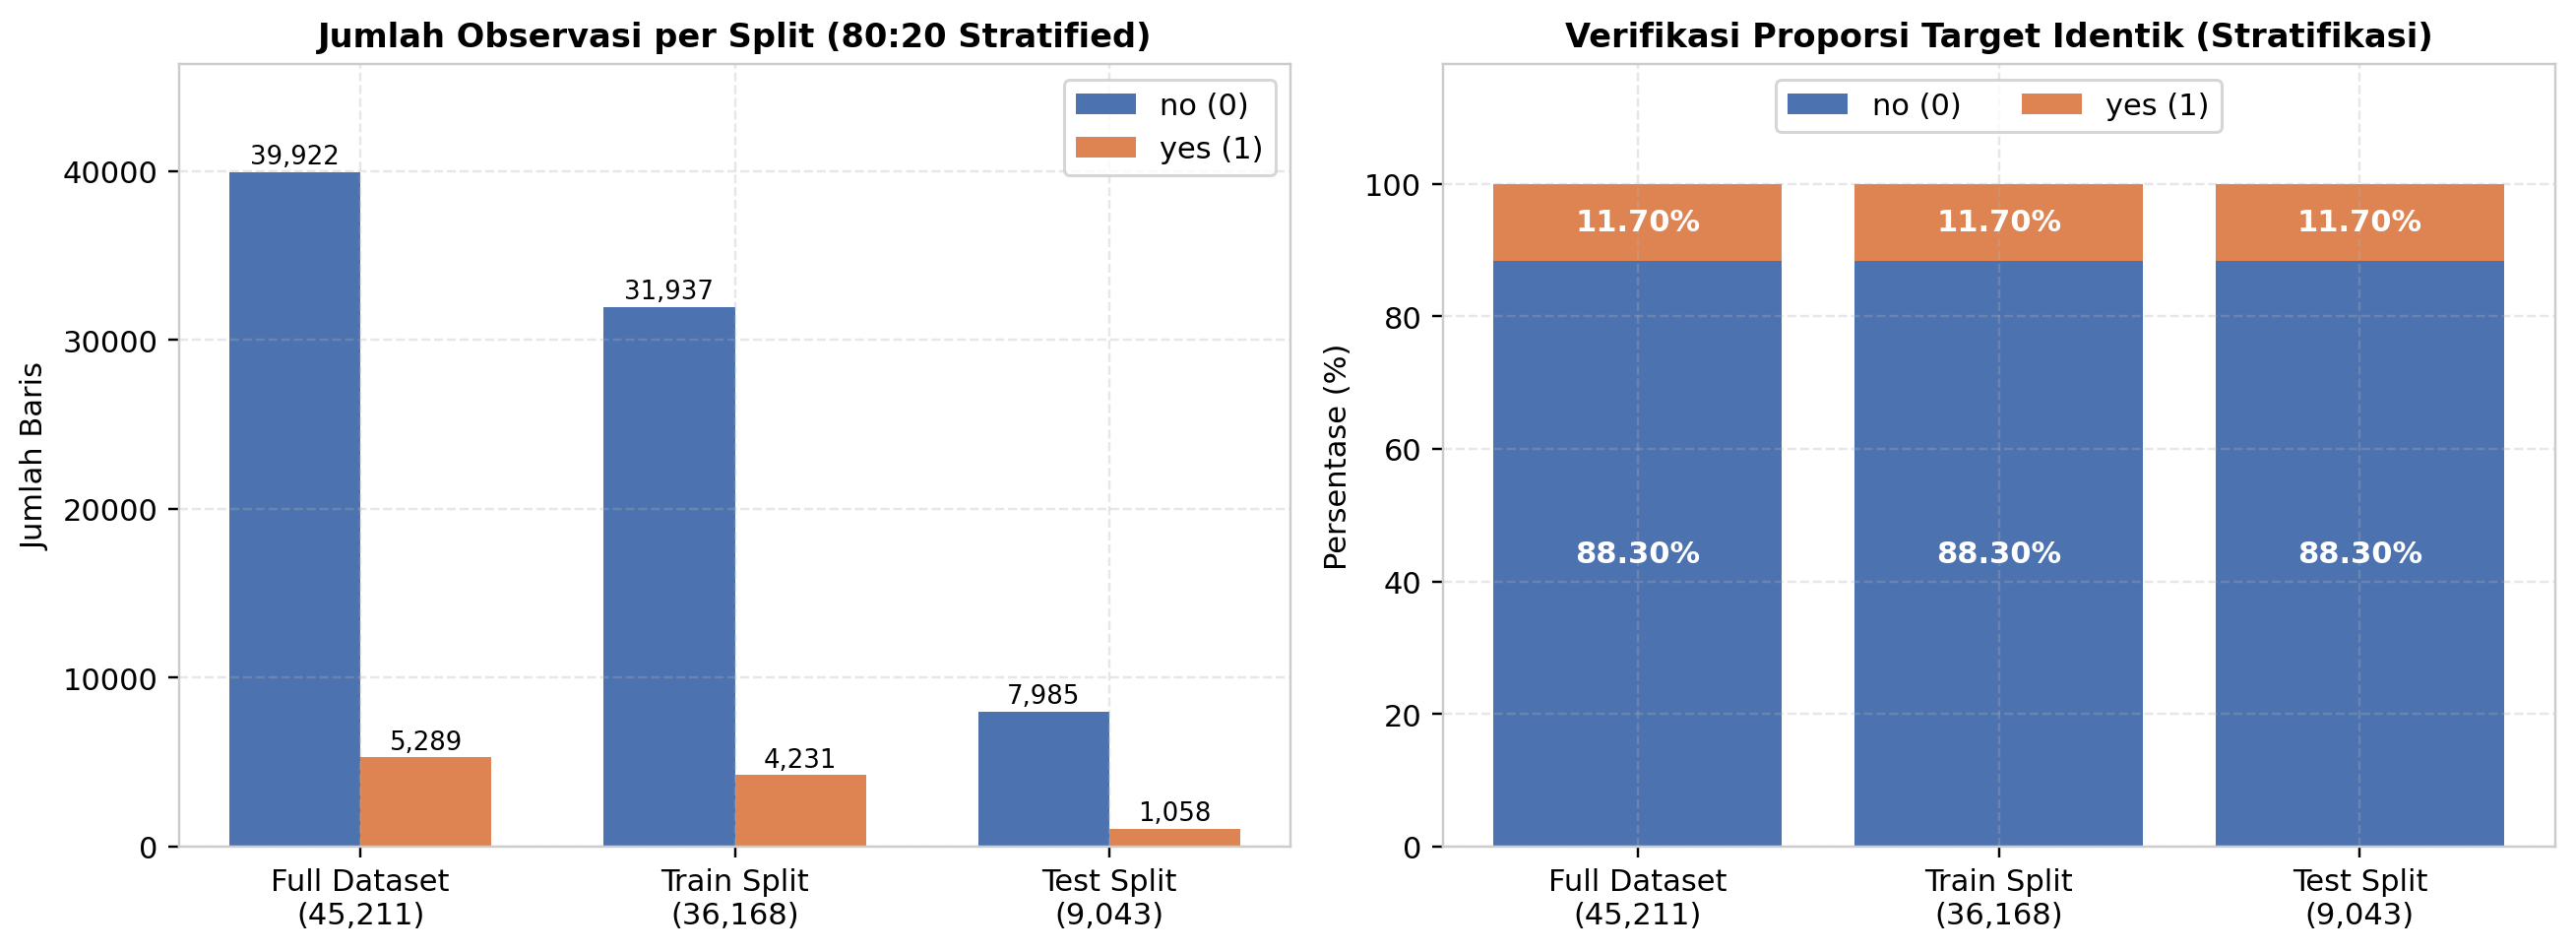 Jumlah Observasi per Split (80:20 Stratified)
no (0)
yes (1)
Jumlah Baris
40000
30000
20000
10000
0
39,922
5,289
31,937
4,231
7,985
1,058
Full Dataset
(45,211)
Train Split
(36,168)
Test Split
(9,043)
Verifikasi Proporsi Target Identik (Stratifikasi)
no (0)
yes (1)
Persentase (%)
100
80
60
40
20
0
11.70%
11.70%
11.70%
88.30%
88.30%
88.30%
Full Dataset
(45,211)
Train Split
(36,168)
Test Split
(9,043)